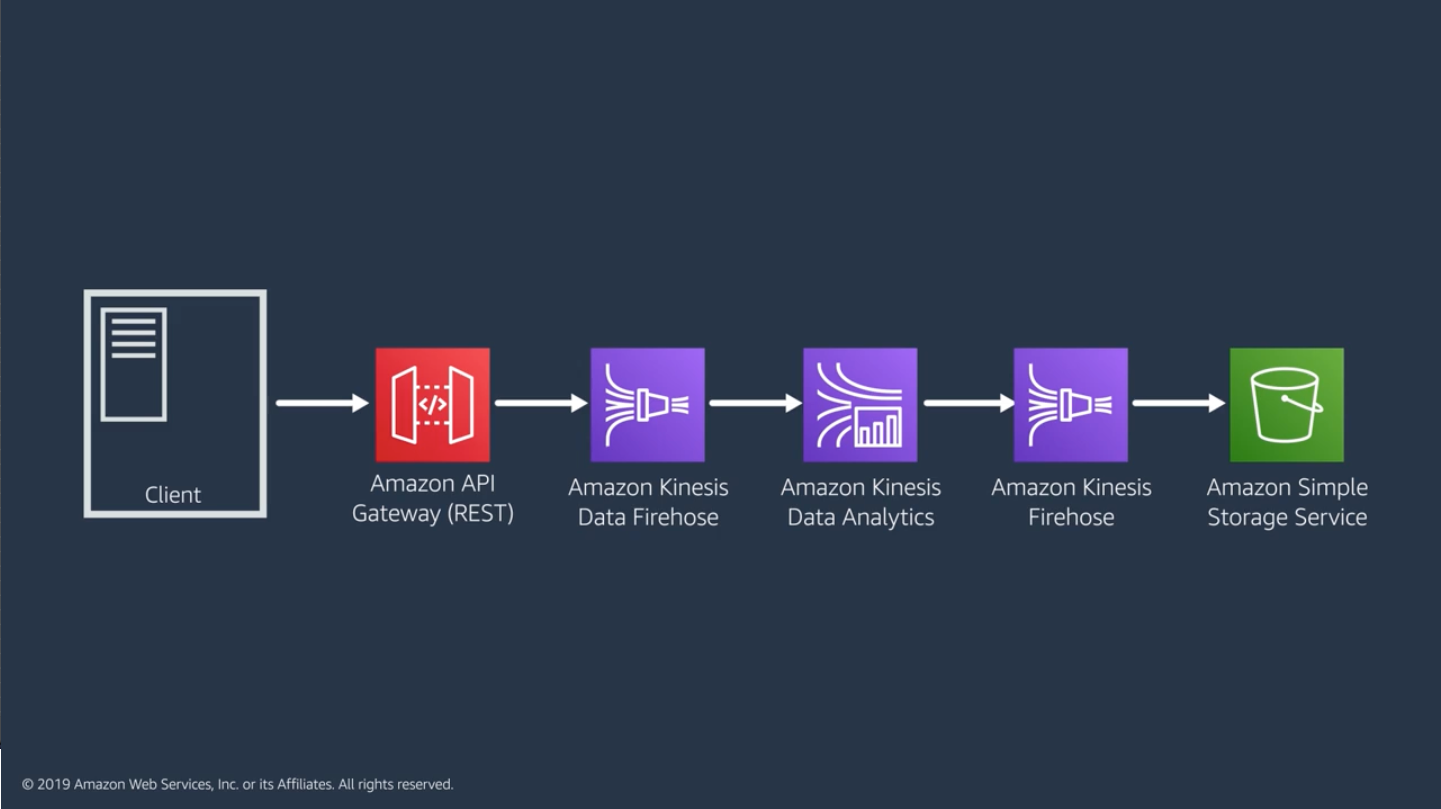 Client
Amazon API
Gateway (REST)
Amazon Kinesis
Data Firehose
Amazon Kinesis
Data Analytics
Amazon Kinesis
Firehose
Amazon Simple
Storage Service
</>
© 2019 Amazon Web Services, Inc. or its Affiliates. All rights reserved.